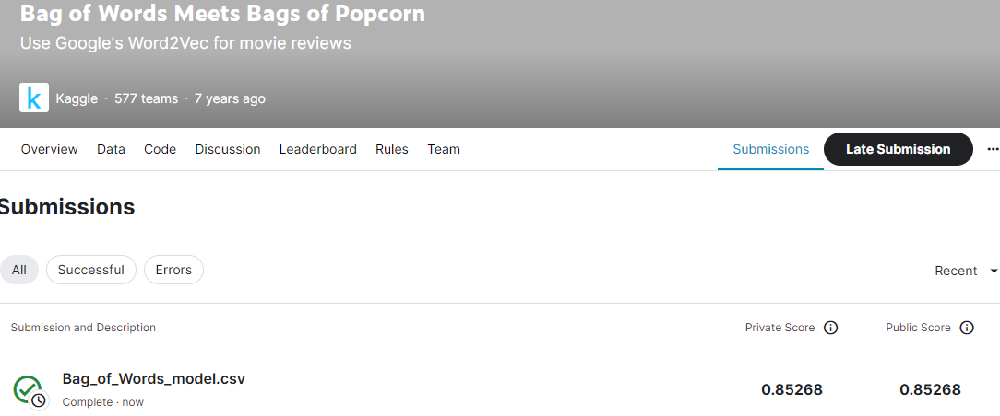 Bag of Words Meets Bags of Popcorn
Use Google's Word2Vec for movie reviews
k Kaggle · 577 teams · 7 years ago
Overview Data Code Discussion Leaderboard Rules Team Submissions Late Submission ...
Submissions
All Successful Errors Recent
Submission and Description Private Score Public Score
Bag_of_Words_model.csv 0.85268 0.85268
Complete · now